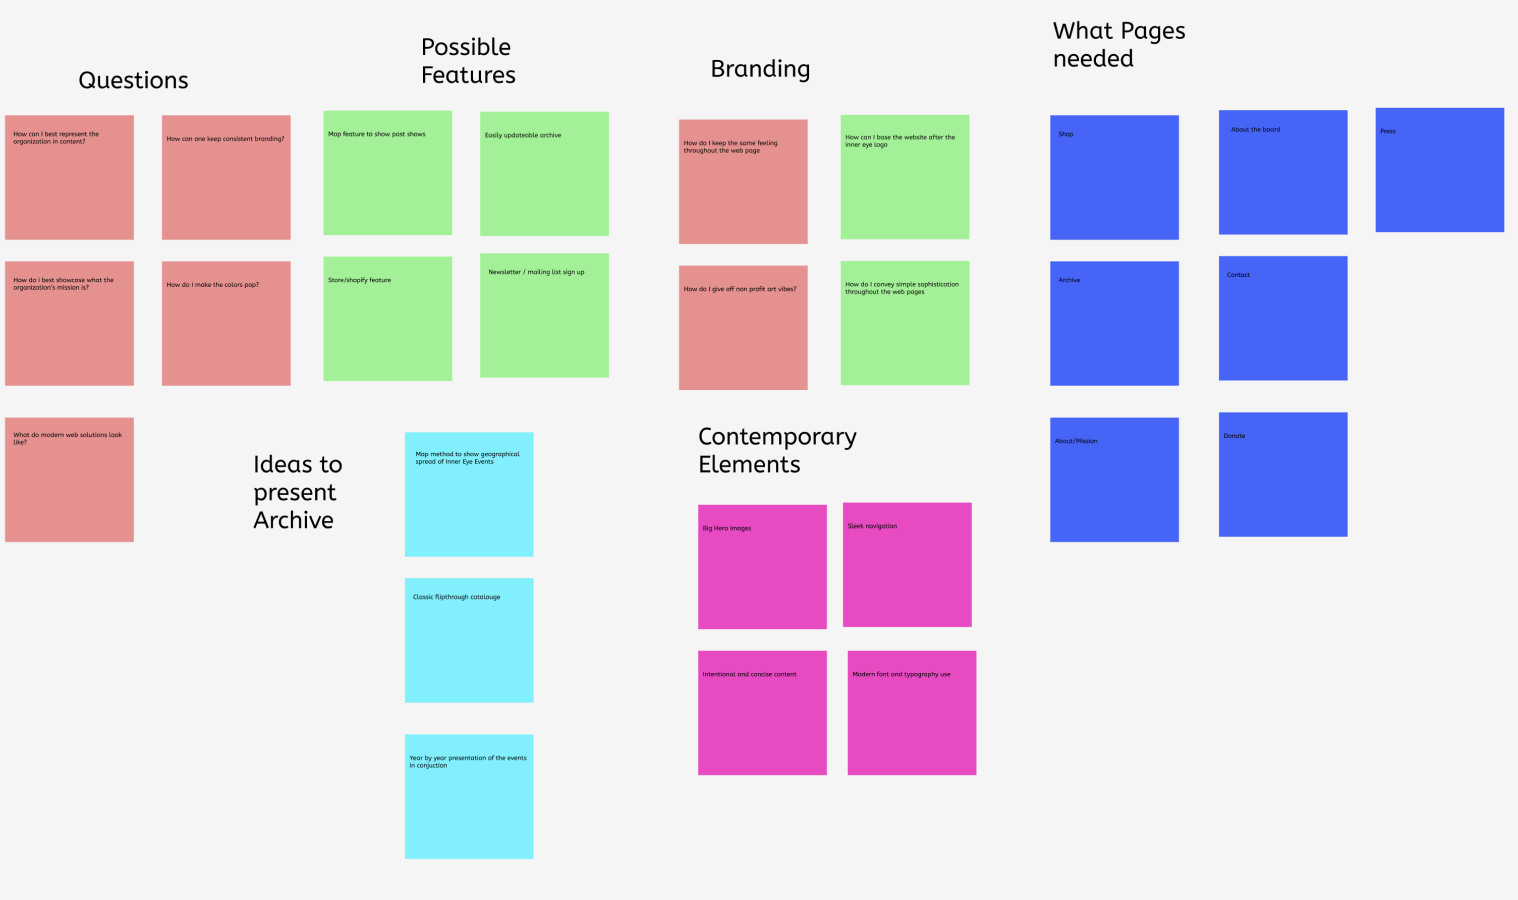 Questions
How can I best represent the
organization in content?
How can one keep consistent branding?
How do i best showcase what the
organization's mission is?
How do I make the colors pop?
What do modern web solutions look
like?
Possible
Features
Map feature to show past shows
Easily updateable archive
Store/shopify feature
Newsletter / mailing list sign up
Ideas to
present
Archive
Map method to show geographical
spread of Inner Eye Events
Classic flipthrough catalouge
Year by year presentation of the events
in conjuction
Branding
How do I keep the same feeling
throughout the web page
How can I base the website after the
inner eye logo
How do I give off non profit art vibes?
How do I convey simple sophistication
throughout the web pages
Contemporary
Elements
Big Hero images
Sleek navigation
Intentional and concise content
Modern font and typography use
What Pages
needed
Shop
About the board
Press
Archive
Contact
About/Mission
Donate